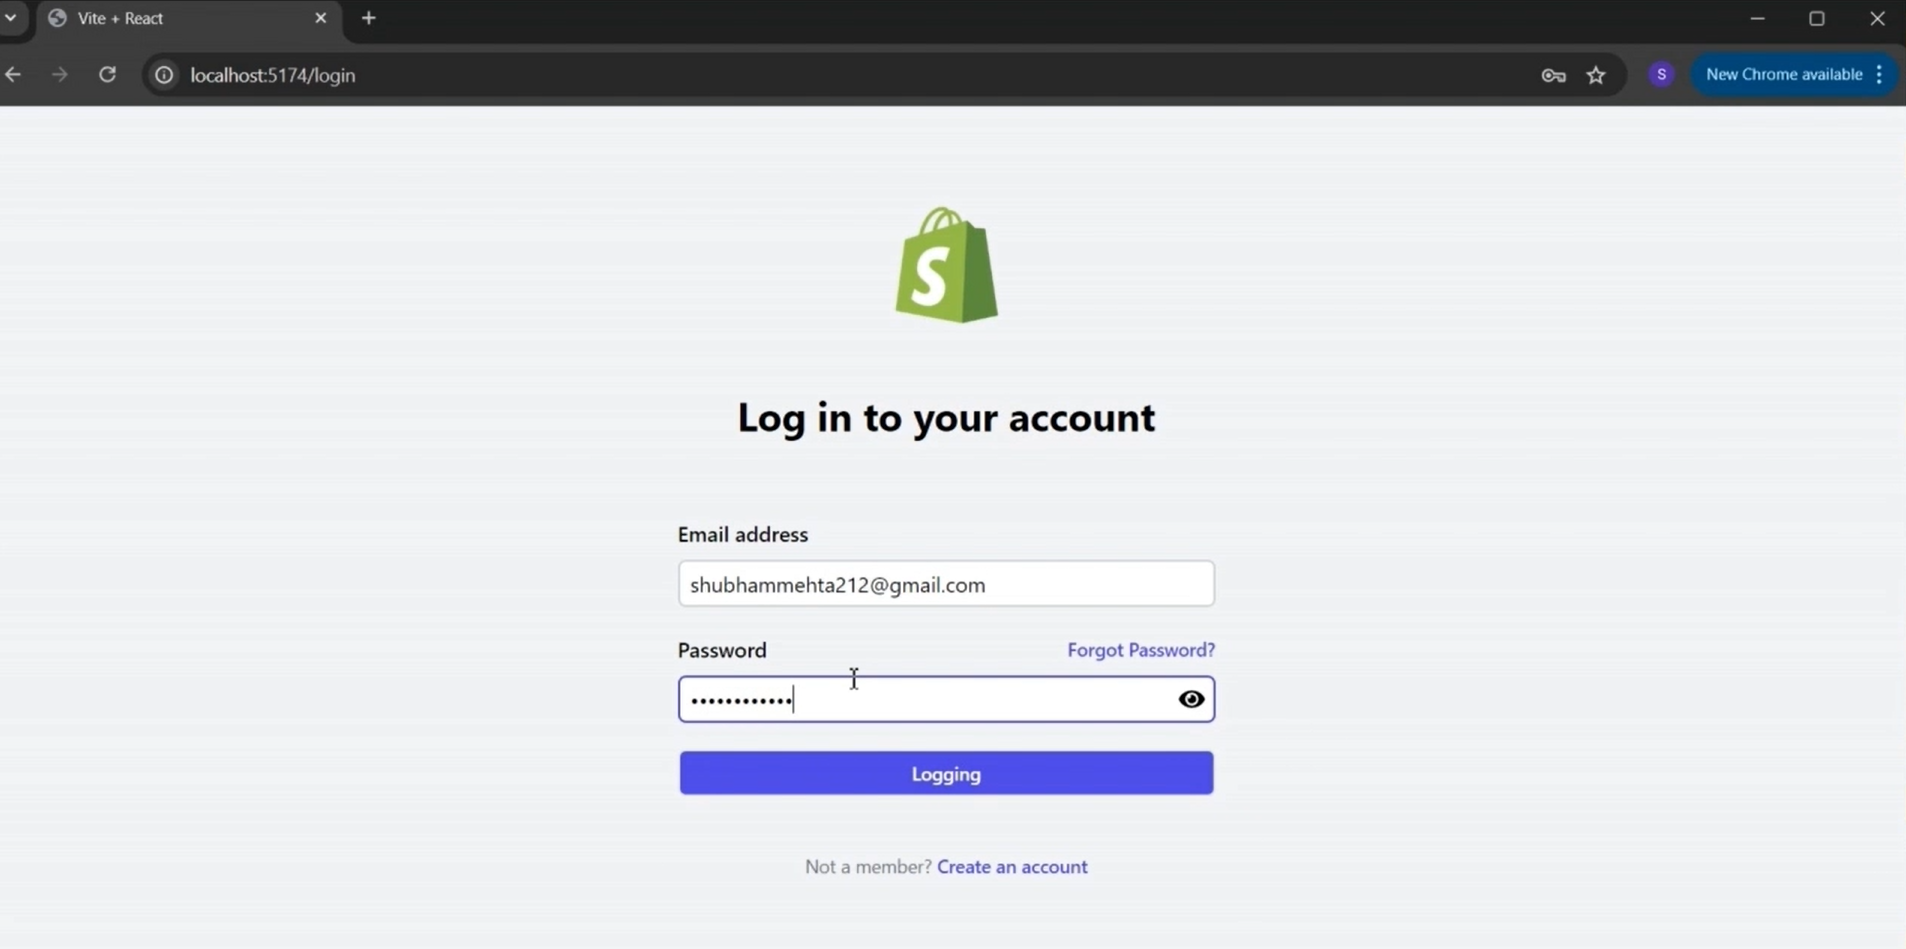 Vite + React
localhost:5174/login
S
New Chrome available
S
Log in to your account
Email address
shubhammehta212@gmail.com
Password Forgot Password?
••••••••••••
Logging
Not a member? Create an account